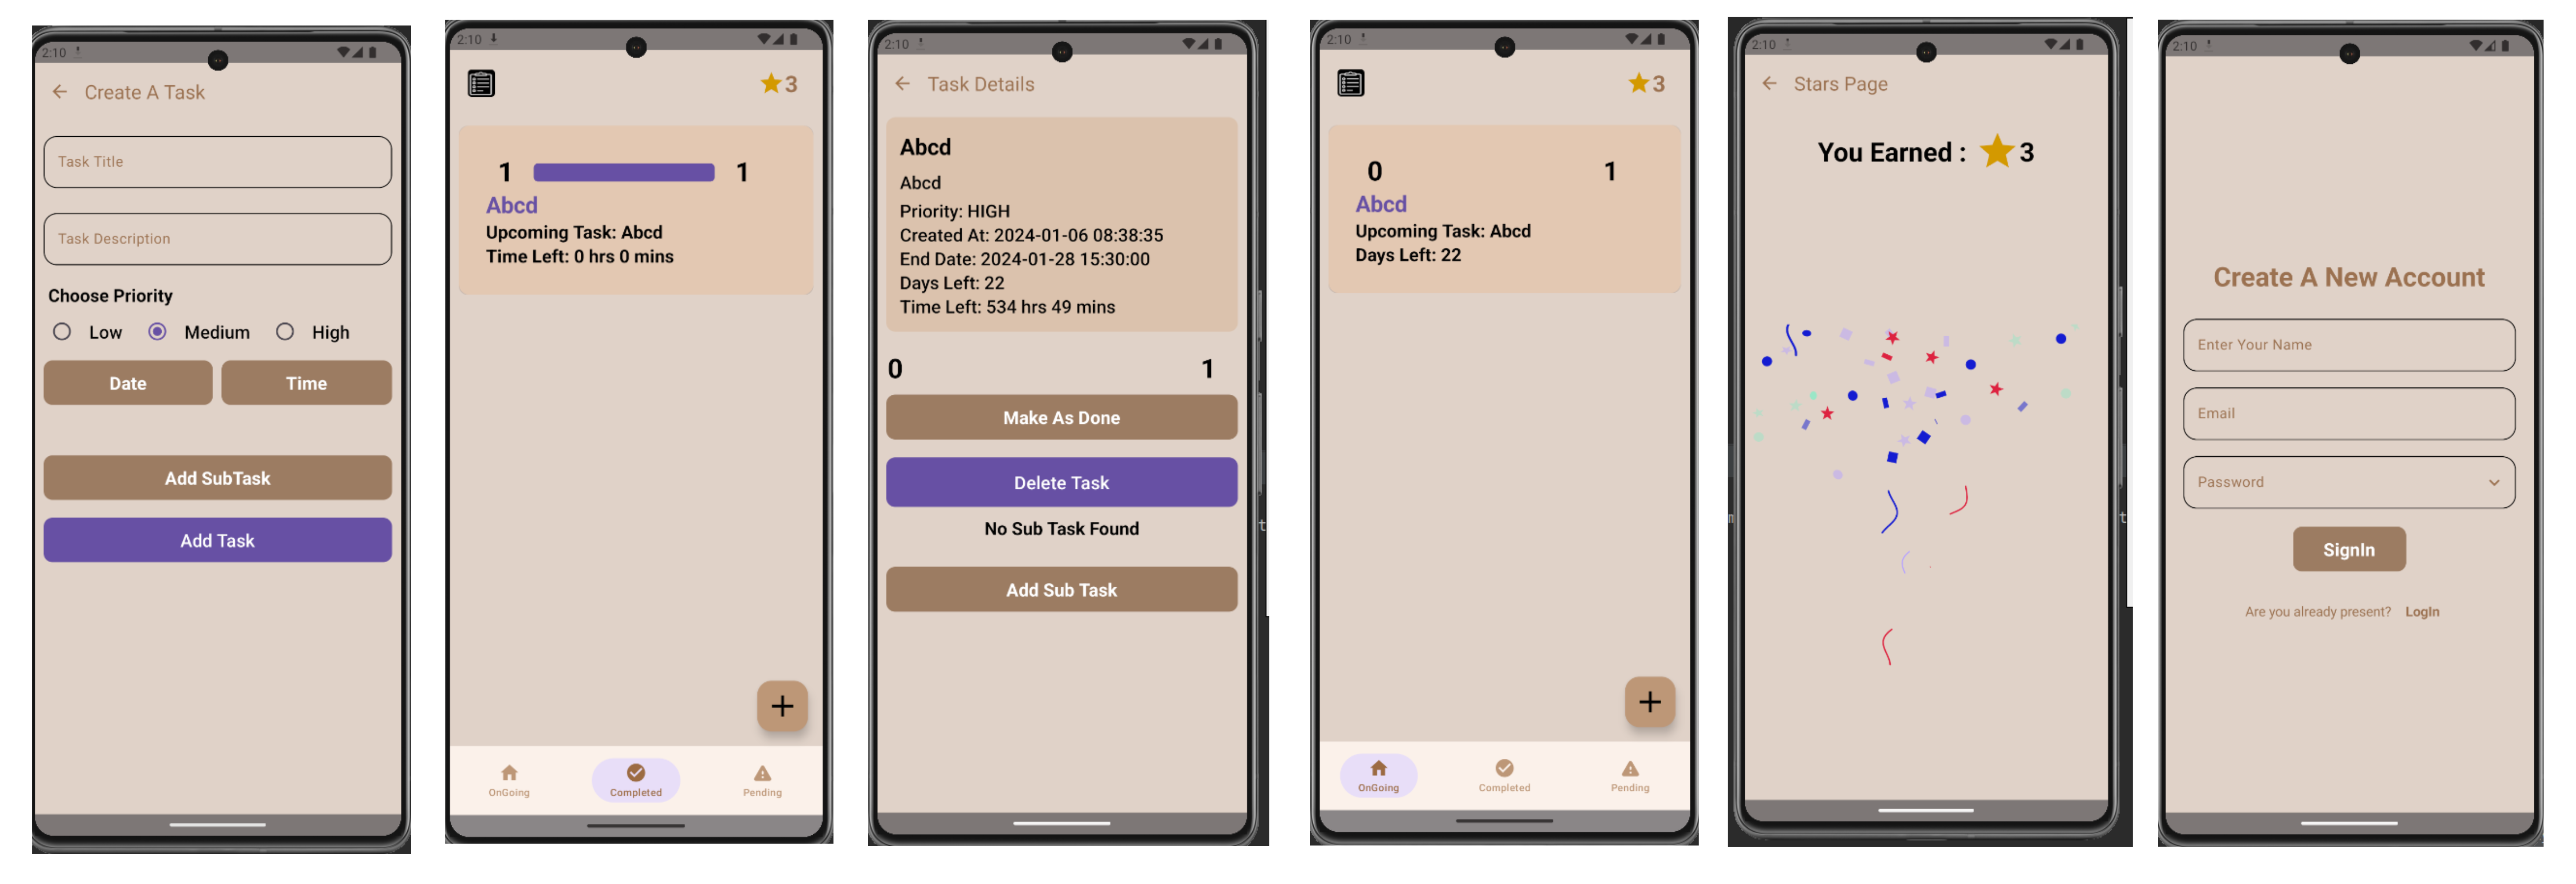 2:10
Create A Task
Task Title
Task Description
Choose Priority
Low Medium High
Date Time
Add SubTask
Add Task
2:10
3
1 1
Abcd
Upcoming Task: Abcd
Time Left: 0 hrs 0 mins
OnGoing Completed Pending
2:10
Task Details
Abcd
Abcd
Priority: HIGH
Created At: 2024-01-06 08:38:35
End Date: 2024-01-28 15:30:00
Days Left: 22
Time Left: 534 hrs 49 mins
0 1
Make As Done
Delete Task
No Sub Task Found
Add Sub Task
t
2:10
3
0 1
Abcd
Upcoming Task: Abcd
Days Left: 22
OnGoing Completed Pending
2:10
Stars Page
You Earned : 3
t
2:10
Create A New Account
Enter Your Name
Email
Password
SignIn
Are you already present? LogIn